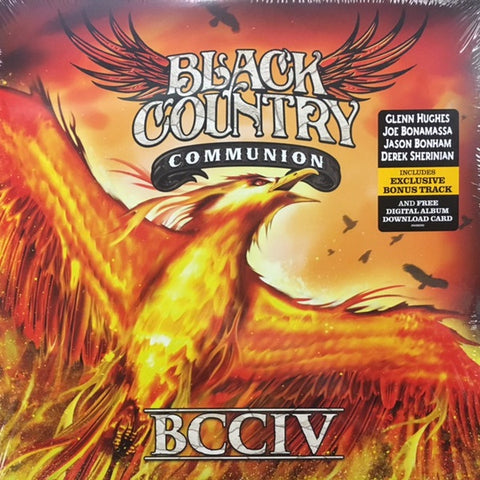 BLACK
COUNTRY
COMMUNION
GLENN HUGHES
JOE BONAMASSA
JASON BONHAM
DEREK SHERINIAN
INCLUDES
EXCLUSIVE
BONUS TRACK
AND FREE
DIGITAL ALBUM
DOWNLOAD CARD
BCCIV